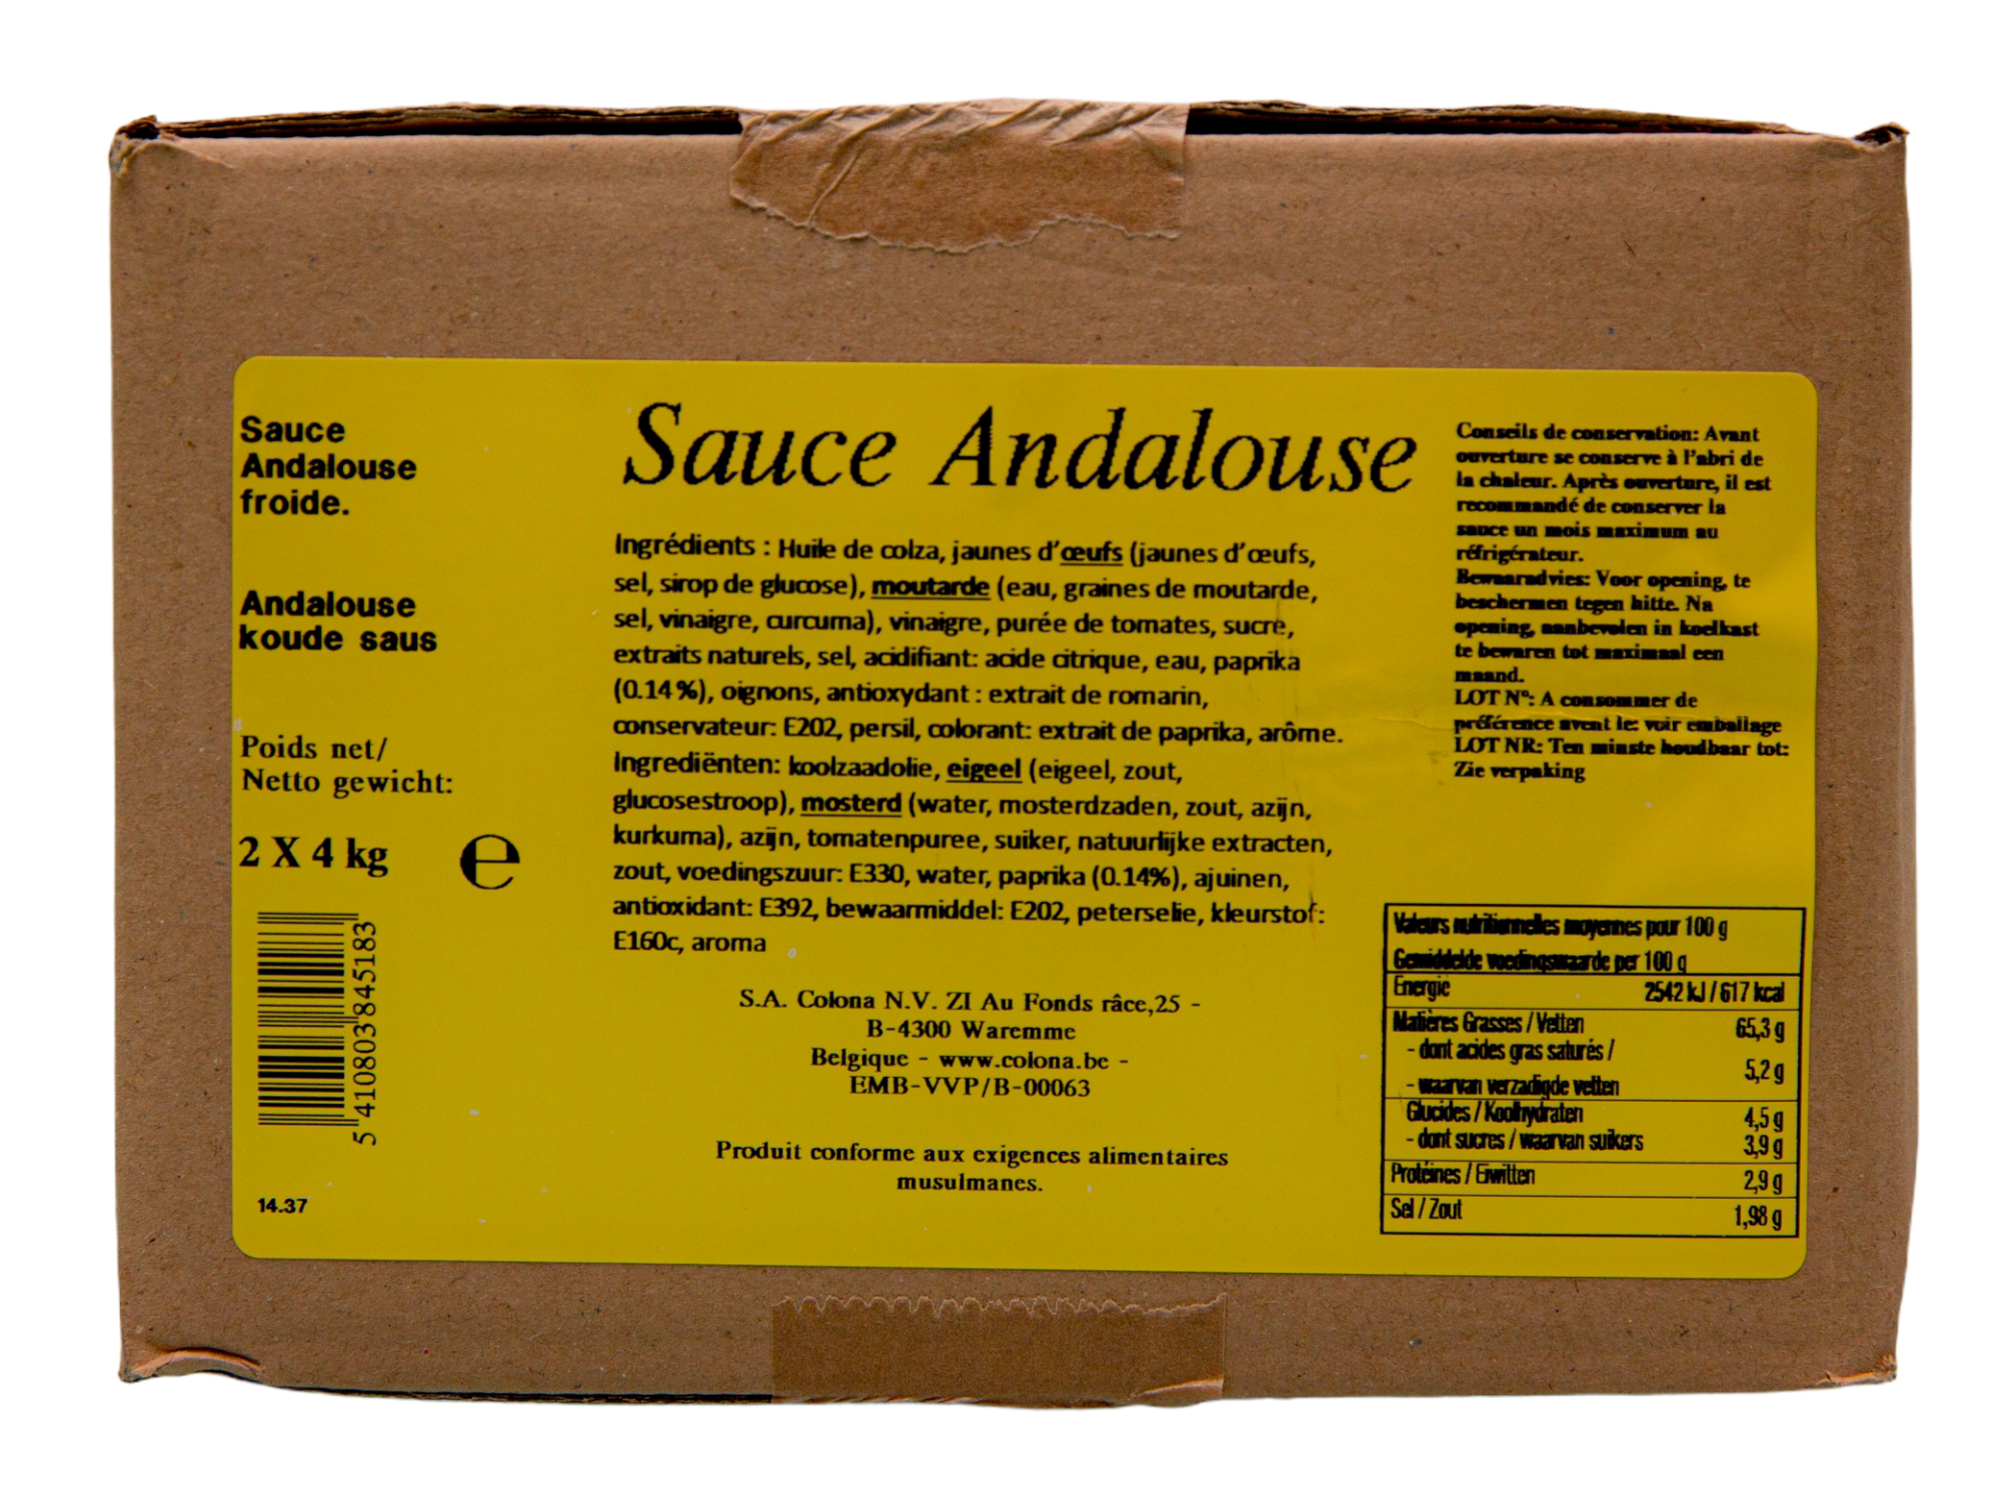 Sauce
Andalouse
froide.
Andalouse
koude saus
Poids net/
Netto gewicht:
2 X 4 kg e
5 410803 845183
14.37
Sauce Andalouse
Ingrédients : Huile de colza, jaunes d'œufs (jaunes d'œufs,
sel, sirop de glucose), moutarde (eau, graines de moutarde,
sel, vinaigre, curcuma), vinaigre, purée de tomates, sucre,
extraits naturels, sel, acidifiant: acide citrique, eau, paprika
(0.14 %), oignons, antioxydant : extrait de romarin,
conservateur: E202, persil, colorant: extrait de paprika, arôme.
Ingrediënten: koolzaadolie, eigeel (eigeel, zout,
glucosestroop), mosterd (water, mosterdzaden, zout, azijn,
kurkuma), azijn, tomatenpuree, suiker, natuurlijke extracten,
zout, voedingszuur: E330, water, paprika (0.14%), ajuinen,
antioxidant: E392, bewaarmiddel: E202, peterselie, kleurstof:
E160c, aroma
S.A. Colona N.V. ZI Au Fonds râce,25 -
B-4300 Waremme
Belgique - www.colona.be -
EMB-VVP/B-00063
Produit conforme aux exigences alimentaires
musulmanes.
Conseils de conservation: Avant
ouverture se conserve à l'abri de
la chaleur. Après ouverture, il est
recommandé de conserver la
sauce un mois maximum au
réfrigérateur.
Bewaaradvies: Voor opening, te
beschermen tegen hitte. Na
opening, aanbevolen in koelkast
te bewaren tot maximaal een
maand.
LOT N°: A consommer de
préférence avent le: voir emballage
LOT NR: Ten minste houdbaar tot:
Zie verpaking
Valeurs nutritionnelles moyennes pour 100 g
Gemiddelde voedingswaarde per 100 g
Energie 2542 kJ / 617 kcal
Matières Grasses / Vetten 65,3 g
- dont acides gras saturés /
- waarvan verzadigde vetten 5,2 g
Glucides / Koolhydraten 4,5 g
- dont sucres / waarvan suikers 3,9 g
Protéines / Eiwitten 2,9 g
Sel / Zout 1,98 g